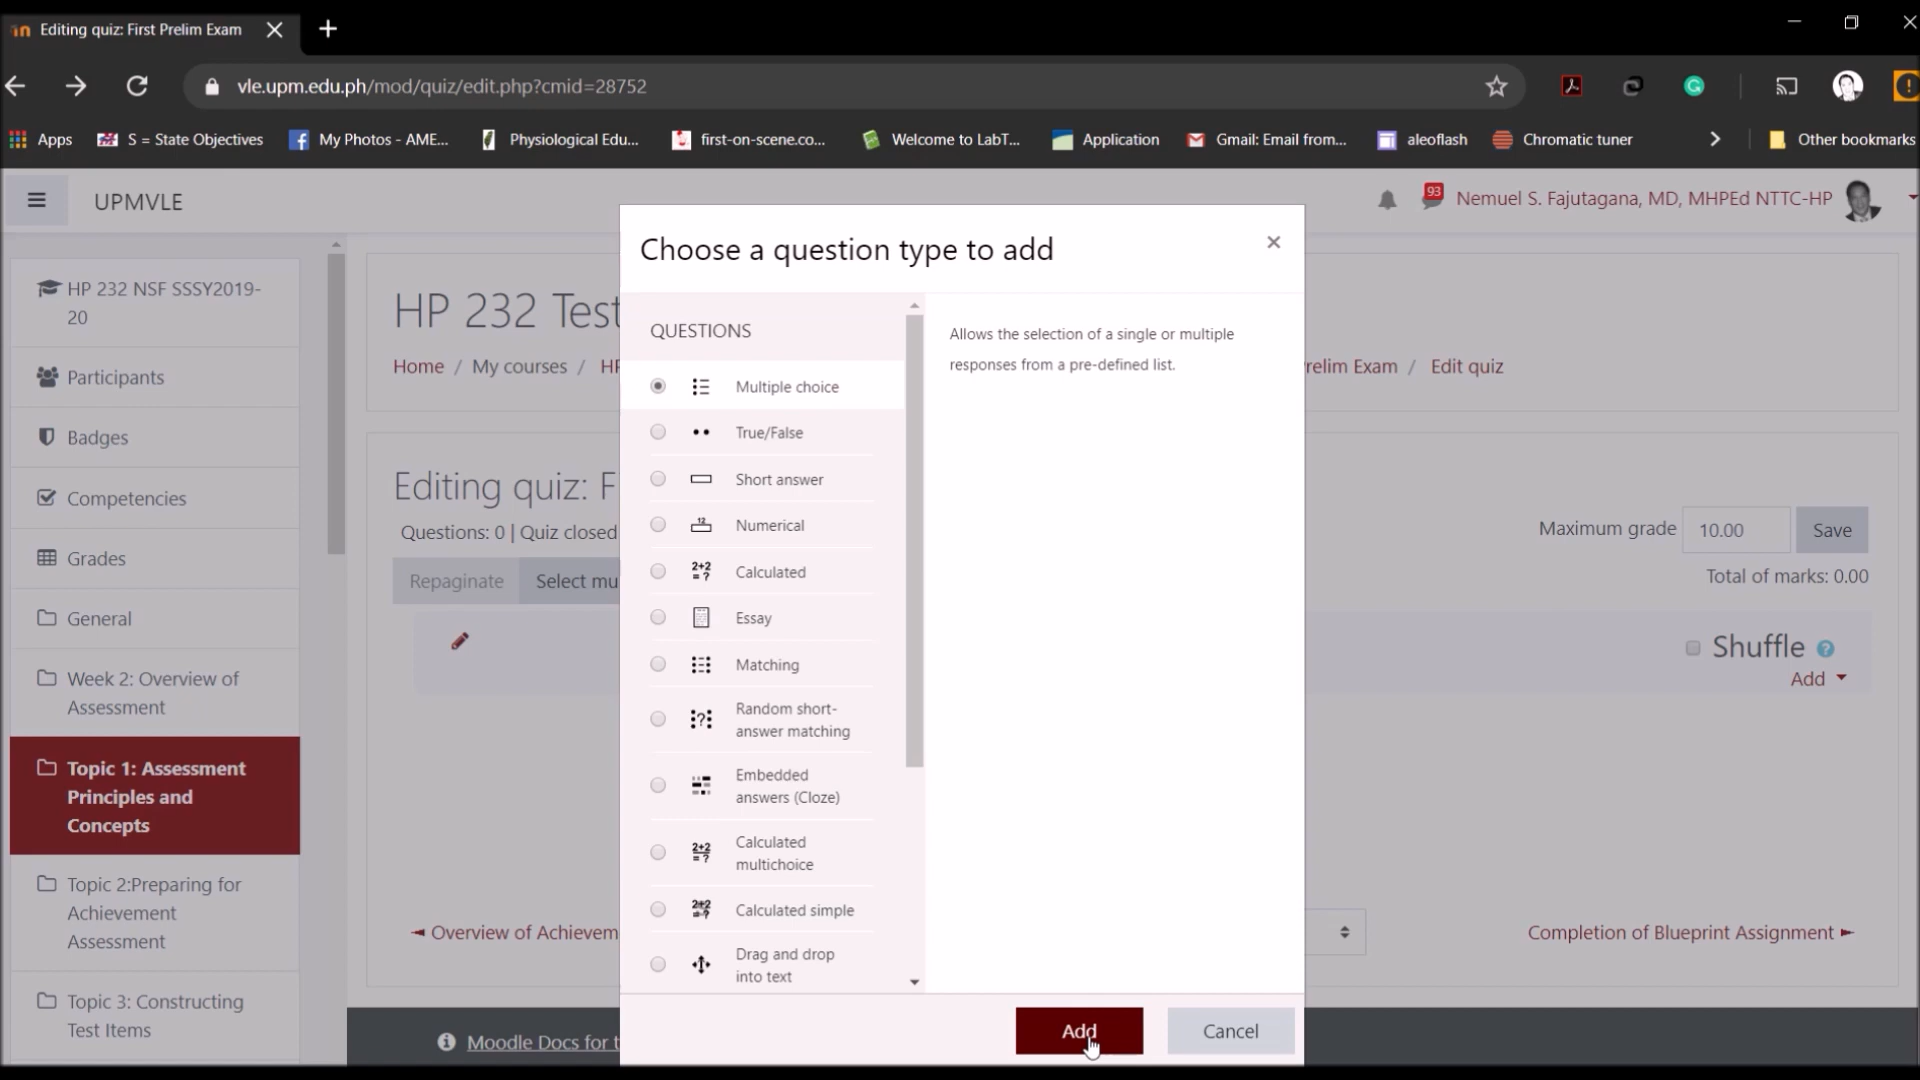 Editing quiz: First Prelim Exam
vle.upm.edu.ph/mod/quiz/edit.php?cmid=28752
Apps
S = State Objectives
My Photos - AME...
Physiological Edu...
first-on-scene.co...
Welcome to LabT...
Application
Gmail: Email from...
aleoflash
Chromatic tuner
Other bookmarks
UPMVLE
93
Nemuel S. Fajutagana, MD, MHPEd NTTC-HP
HP 232 NSF SSSY2019-
20
Participants
Badges
Competencies
Grades
General
Week 2: Overview of
Assessment
Topic 1: Assessment
Principles and
Concepts
Topic 2:Preparing for
Achievement
Assessment
Topic 3: Constructing
Test Items
HP 232 Test
Home / My courses /
Prelim Exam / Edit quiz
Editing quiz: F
Questions: 0 | Quiz closed
Repaginate
Select mu
Maximum grade 10.00 Save
Total of marks: 0.00
Shuffle ?
Add
Overview of Achievem
Completion of Blueprint Assignment
Moodle Docs for t
Choose a question type to add
×
QUESTIONS
Multiple choice
True/False
Short answer
12
Numerical
2+2
= ?
Calculated
Essay
Matching
Random short-
answer matching
Embedded
answers (Cloze)
2+2
= ?
Calculated
multichoice
Calculated simple
Drag and drop
into text
Allows the selection of a single or multiple
responses from a pre-defined list.
Add
Cancel